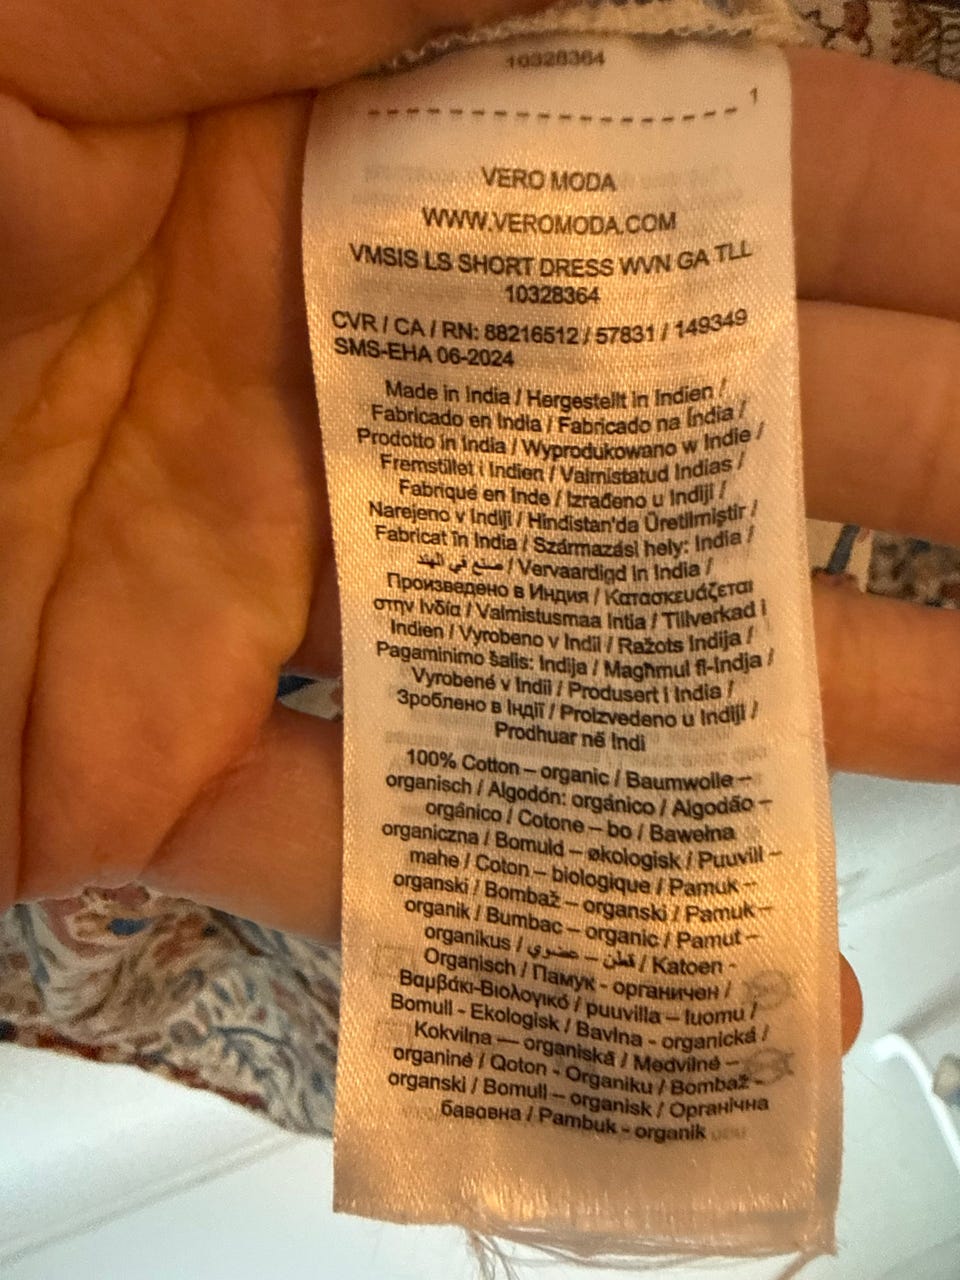 10328364
1
VERO MODA
WWW.VEROMODA.COM
VMSIS LS SHORT DRESS WVN GA TLL
10328364
CVR / CA / RN: 88216512 / 57831 / 149349
SMS-EHA 06-2024
Made in India / Hergestellt in Indien /
Fabricado en India / Fabricado na Índia /
Prodotto in India / Wyprodukowano w Indie /
Fremstillet i Indien / Valmistatud Indias /
Fabriqué en Inde / Izrađeno u Indiji /
Narejeno v Indiji / Hindistan'da Üretilmiştir /
Fabricat în India / Származási hely: India /
صنع في الهند / Vervaardigd in India /
Произведено в Индия / Κατασκευάζεται
στην Ινδία / Valmistusmaa Intia / Tillverkad i
Indien / Vyrobeno v Indii / Ražots Indija /
Pagaminimo šalis: Indija / Magħmul fl-Indja /
Vyrobené v Indii / Produsert i India /
Зроблено в Індії / Proizvedeno u Indiji /
Prodhuar në Indi
100% Cotton – organic / Baumwolle –
organisch / Algodón: orgánico / Algodão –
orgánico / Cotone – bo / Bawełna
organiczna / Bomuld – økologisk / Puuvill –
mahe / Coton – biologique / Pamuk –
organski / Bombaž – organski / Pamuk –
organik / Bumbac – organic / Pamut –
organikus / قطن – عضوي / Katoen -
Organisch / Памук - органичен /
Βαμβάκι-Βιολογικό / puuvilla – luomu /
Bomull - Ekologisk / Bavlna - organická /
Kokvilna — organiskā / Medvilnė –
organinė / Qoton - Organiku / Bombaž -
organski / Bomull – organisk / Органічна
бавовна / Pambuk - organik